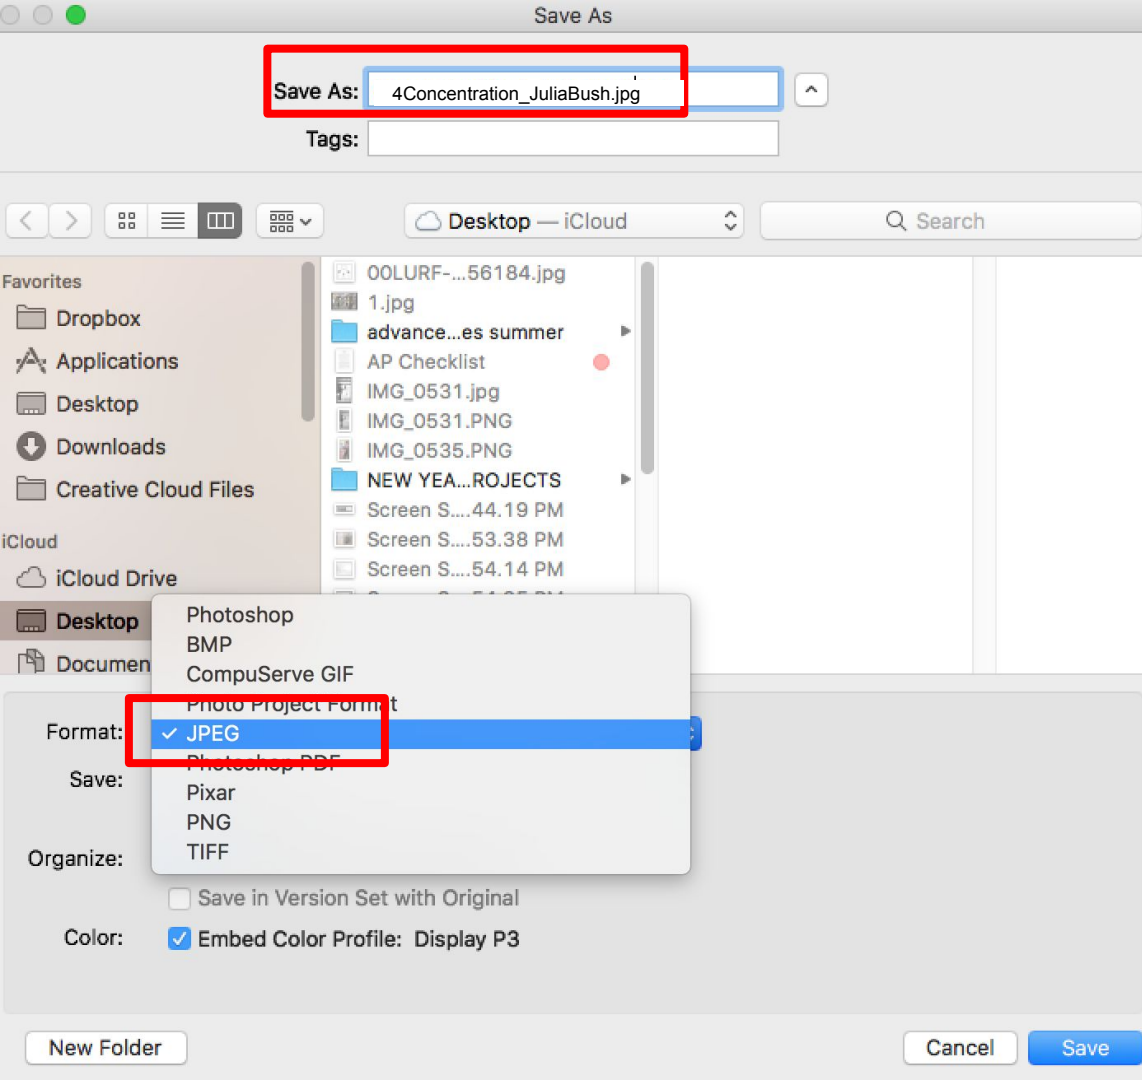 Save As
Save As: 4Concentration_JuliaBush.jpg
Tags:
Desktop — iCloud
Search
Favorites
Dropbox
Applications
Desktop
Downloads
Creative Cloud Files
iCloud
iCloud Drive
Desktop
Documen
00LURF-...56184.jpg
1.jpg
advance...es summer
AP Checklist
IMG_0531.jpg
IMG_0531.PNG
IMG_0535.PNG
NEW YEA...ROJECTS
Screen S....44.19 PM
Screen S....53.38 PM
Screen S....54.14 PM
Photoshop
BMP
CompuServe GIF
Photo Project Format
Format: ✓ JPEG
Photoshop PDF
Save:
Pixar
PNG
TIFF
Organize:
Save in Version Set with Original
Color: Embed Color Profile: Display P3
New Folder
Cancel
Save